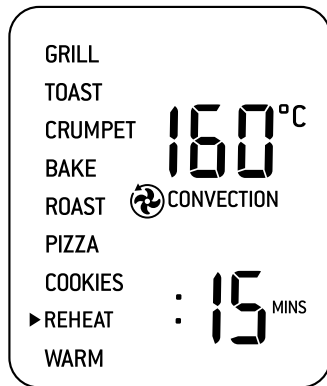 GRILL
TOAST
CRUMPET
BAKE
ROAST
PIZZA
COOKIES
REHEAT
WARM
160°C
CONVECTION
:15 MINS